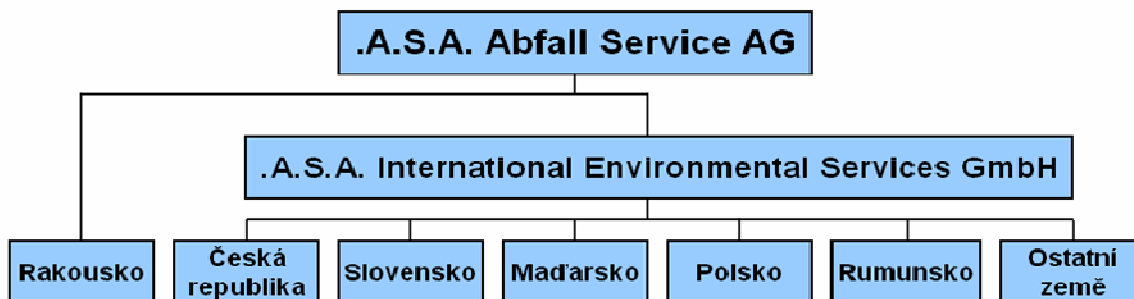 .A.S.A. Abfall Service AG
.A.S.A. International Environmental Services GmbH
Rakousko
Česká
republika
Slovensko
Maďarsko
Polsko
Rumunsko
Ostatní
země